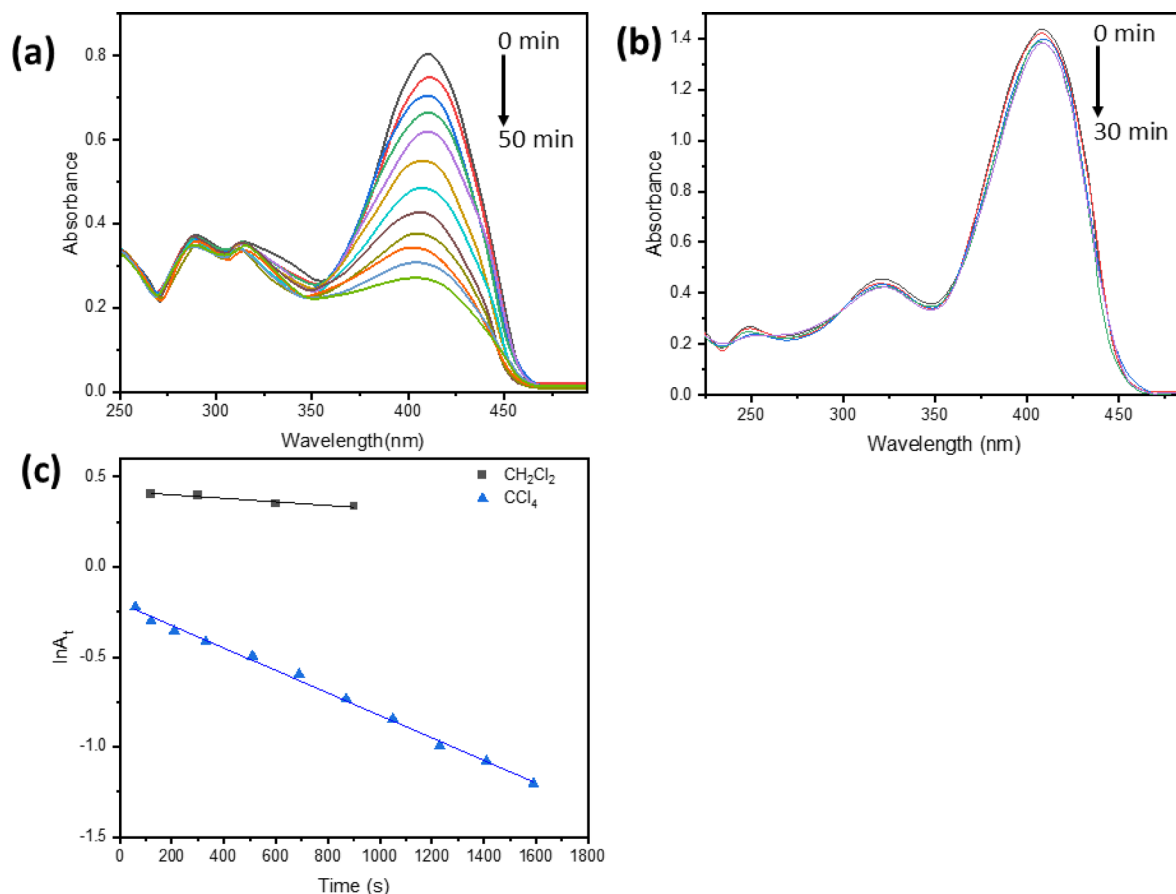 (a)
0.8
0.6
0.4
0.2
0.0
Absorbance
0 min
50 min
250 300 350 400 450
Wavelength(nm)
(b)
1.4
1.2
1.0
0.8
0.6
0.4
0.2
0.0
Absorbance
0 min
30 min
250 300 350 400 450
Wavelength (nm)
(c)
0.5
0.0
-0.5
-1.0
-1.5
lnAₜ
CH₂Cl₂
CCl₄
0 200 400 600 800 1000 1200 1400 1600 1800
Time (s)